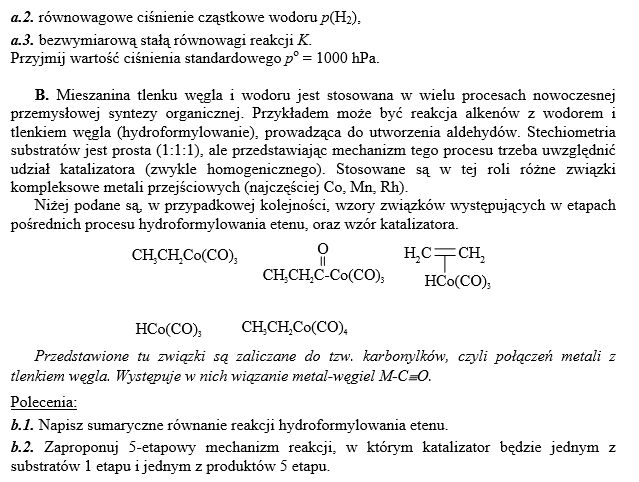 a.2. równowagowe ciśnienie cząstkowe wodoru p(H₂),
a.3. bezwymiarową stałą równowagi reakcji K.
Przyjmij wartość ciśnienia standardowego p° = 1000 hPa.
B. Mieszanina tlenku węgla i wodoru jest stosowana w wielu procesach nowoczesnej
przemysłowej syntezy organicznej. Przykładem może być reakcja alkenów z wodorem i
tlenkiem węgla (hydroformylowanie), prowadząca do utworzenia aldehydów. Stechiometria
substratów jest prosta (1:1:1), ale przedstawiając mechanizm tego procesu trzeba uwzględnić
udział katalizatora (zwykle homogenicznego). Stosowane są w tej roli różne związki
kompleksowe metali przejściowych (najczęściej Co, Mn, Rh).
Niżej podane są, w przypadkowej kolejności, wzory związków występujących w etapach
pośrednich procesu hydroformylowania etenu, oraz wzór katalizatora.
CH₃CH₂Co(CO)₃
O
CH₃CH₂C-Co(CO)₃
H₂C CH₂
HCo(CO)₃
HCo(CO)₃
CH₃CH₂Co(CO)₄
Przedstawione tu związki są zaliczane do tzw. karbonylków, czyli połączeń metali z
tlenkiem węgla. Występuje w nich wiązanie metal-węgiel M-C≡O.
Polecenia:
b.1. Napisz sumaryczne równanie reakcji hydroformylowania etenu.
b.2. Zaproponuj 5-etapowy mechanizm reakcji, w którym katalizator będzie jednym z
substratów 1 etapu i jednym z produktów 5 etapu.